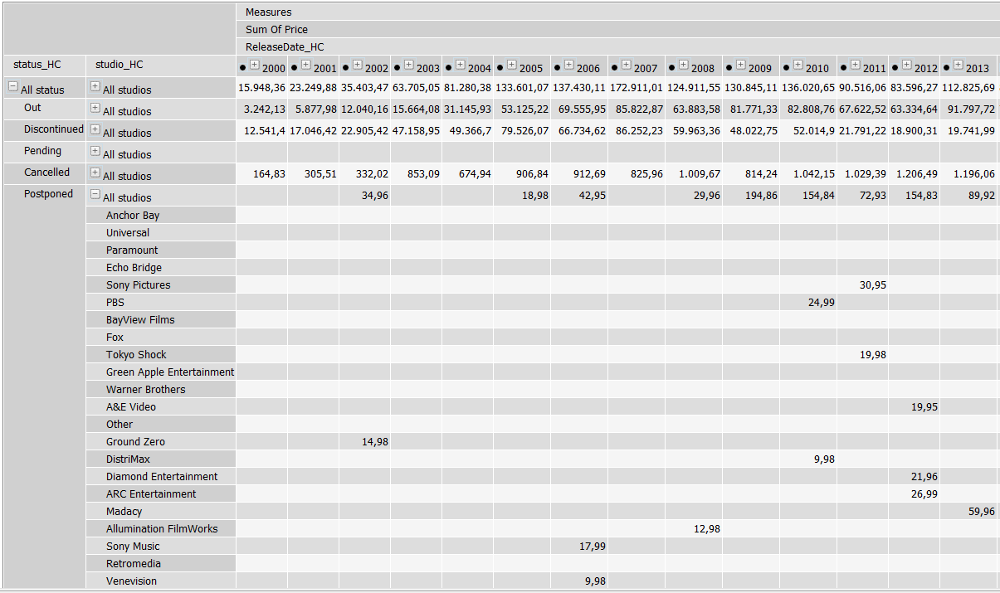 Measures
Sum Of Price
ReleaseDate_HC
status_HC studio_HC 2000 2001 2002 2003 2004 2005 2006 2007 2008 2009 2010 2011 2012 2013
All status All studios 15.948,36 23.249,88 35.403,47 63.705,05 81.280,38 133.601,07 137.430,11 172.911,01 124.911,55 130.845,11 136.020,65 90.516,06 83.596,27 112.825,69
Out All studios 3.242,13 5.877,98 12.040,16 15.664,08 31.145,93 53.125,22 69.555,95 85.822,87 63.883,58 81.771,33 82.808,76 67.622,52 63.334,64 91.797,72
Discontinued All studios 12.541,4 17.046,42 22.905,42 47.158,95 49.366,7 79.526,07 66.734,62 86.252,23 59.963,36 48.022,75 52.014,9 21.791,22 18.900,31 19.741,99
Pending All studios
Cancelled All studios 164,83 305,51 332,02 853,09 674,94 906,84 912,69 825,96 1.009,67 814,24 1.042,15 1.029,39 1.206,49 1.196,06
Postponed All studios 34,96 18,98 42,95 29,96 194,86 154,84 72,93 154,83 89,92
Anchor Bay
Universal
Paramount
Echo Bridge
Sony Pictures 30,95
PBS 24,99
BayView Films
Fox
Tokyo Shock 19,98
Green Apple Entertainment
Warner Brothers
A&E Video 19,95
Other
Ground Zero 14,98
DistriMax 9,98
Diamond Entertainment 21,96
ARC Entertainment 26,99
Madacy 59,96
Allumination FilmWorks 12,98
Sony Music 17,99
Retromedia
Venevision 9,98